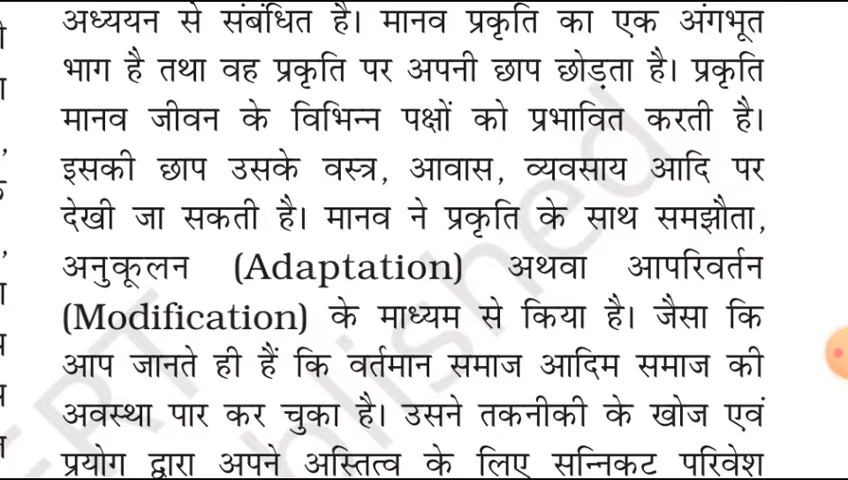 अध्ययन से संबंधित है। मानव प्रकृति का एक अंगभूत
भाग है तथा वह प्रकृति पर अपनी छाप छोड़ता है। प्रकृति
मानव जीवन के विभिन्न पक्षों को प्रभावित करती है।
इसकी छाप उसके वस्त्र, आवास, व्यवसाय आदि पर
देखी जा सकती है। मानव ने प्रकृति के साथ समझौता,
अनुकूलन (Adaptation) अथवा आपरिवर्तन
(Modification) के माध्यम से किया है। जैसा कि
आप जानते ही हैं कि वर्तमान समाज आदिम समाज की
अवस्था पार कर चुका है। उसने तकनीकी के खोज एवं
प्रयोग द्वारा अपने अस्तित्व के लिए सन्निकट परिवेश